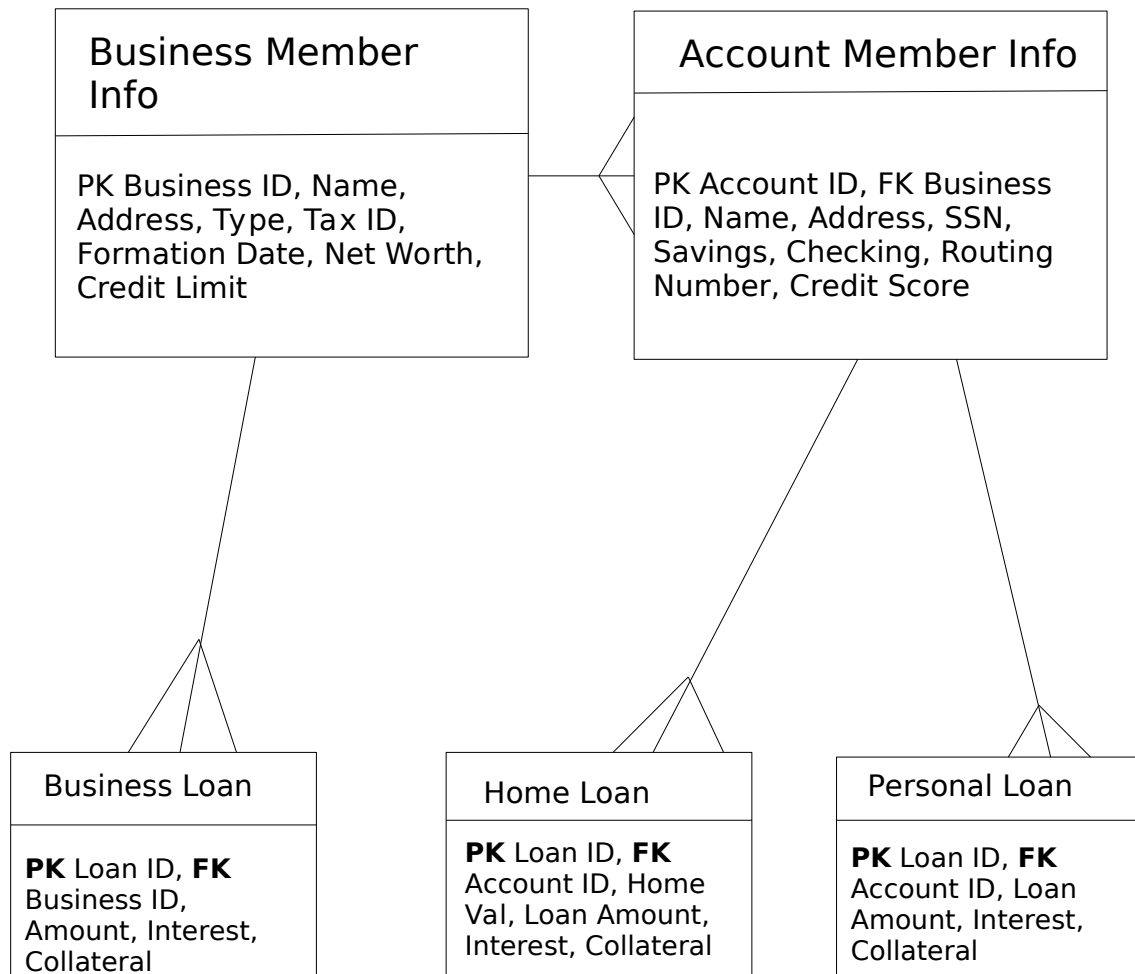 Business Member
Info
PK Business ID, Name,
Address, Type, Tax ID,
Formation Date, Net Worth,
Credit Limit
Account Member Info
PK Account ID, FK Business
ID, Name, Address, SSN,
Savings, Checking, Routing
Number, Credit Score
Business Loan
PK Loan ID, FK
Business ID,
Amount, Interest,
Collateral
Home Loan
PK Loan ID, FK
Account ID, Home
Val, Loan Amount,
Interest, Collateral
Personal Loan
PK Loan ID, FK
Account ID, Loan
Amount, Interest,
Collateral